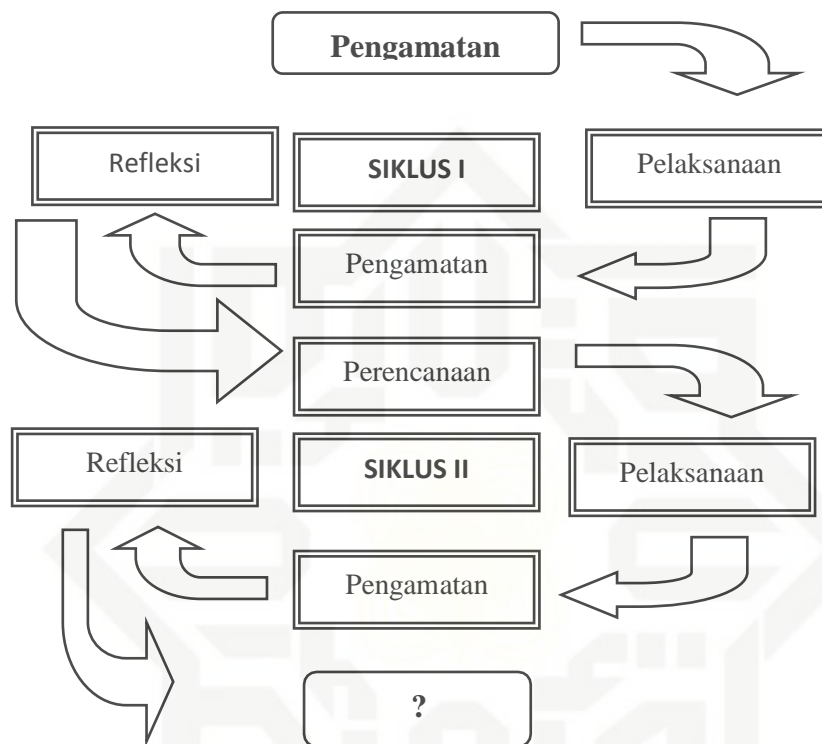 Pengamatan
Refleksi
SIKLUS I
Pelaksanaan
Pengamatan
Perencanaan
Refleksi
SIKLUS II
Pelaksanaan
Pengamatan
?